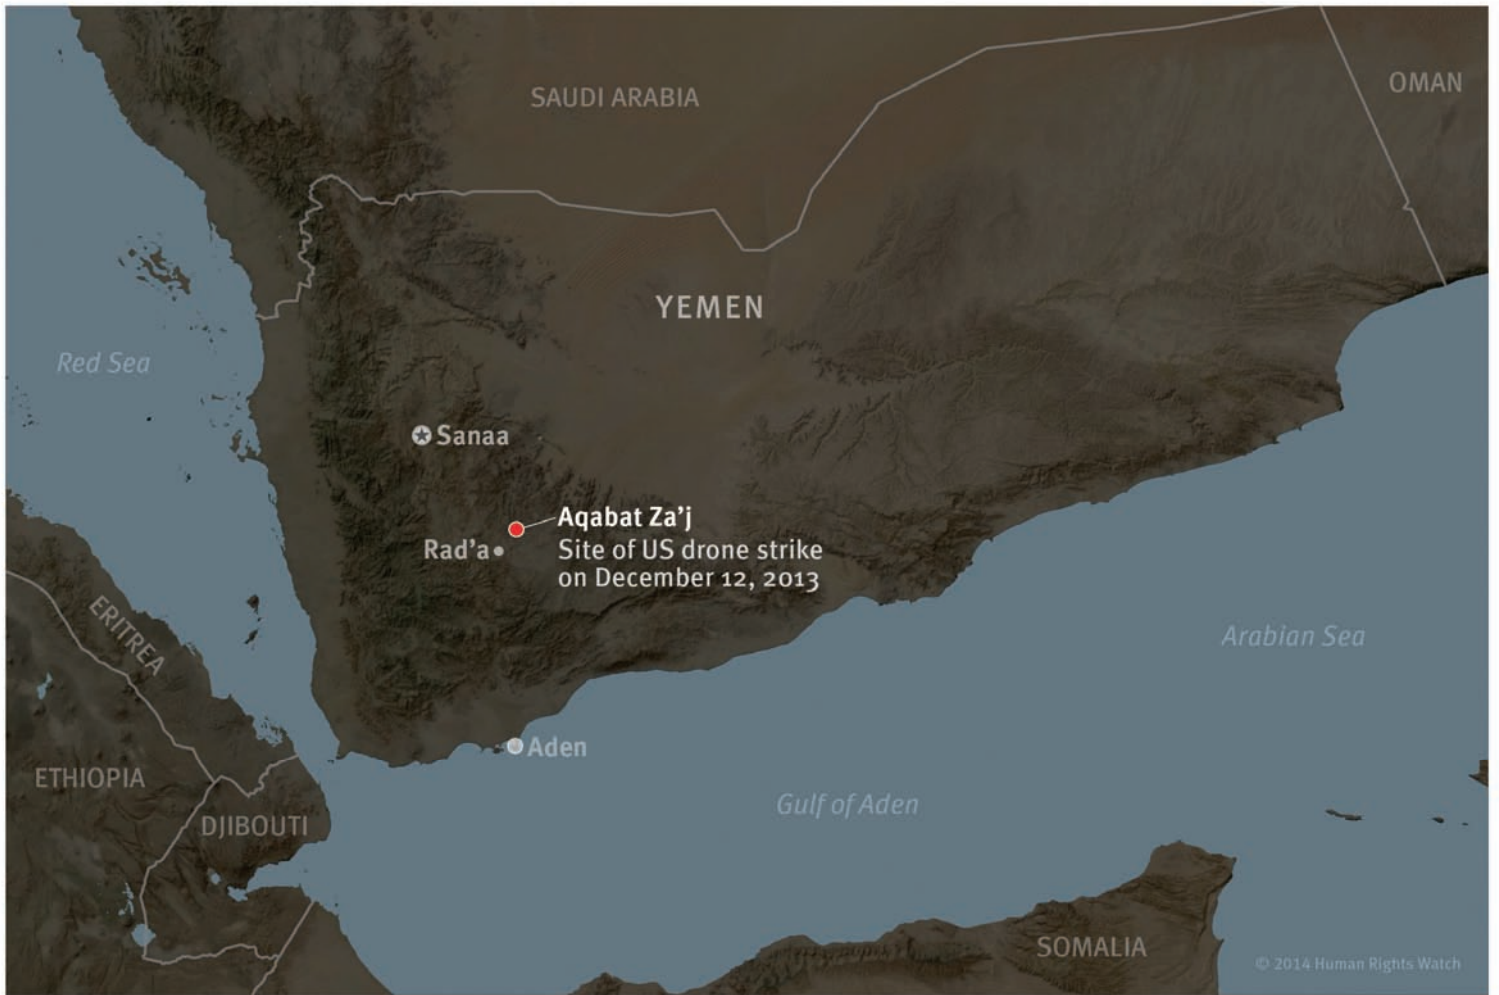 SAUDI ARABIA
OMAN
YEMEN
Red Sea
Sanaa
Aqabat Za’j
Rad’a
Site of US drone strike
on December 12, 2013
ERITREA
Arabian Sea
Aden
ETHIOPIA
Gulf of Aden
DJIBOUTI
SOMALIA
© 2014 Human Rights Watch